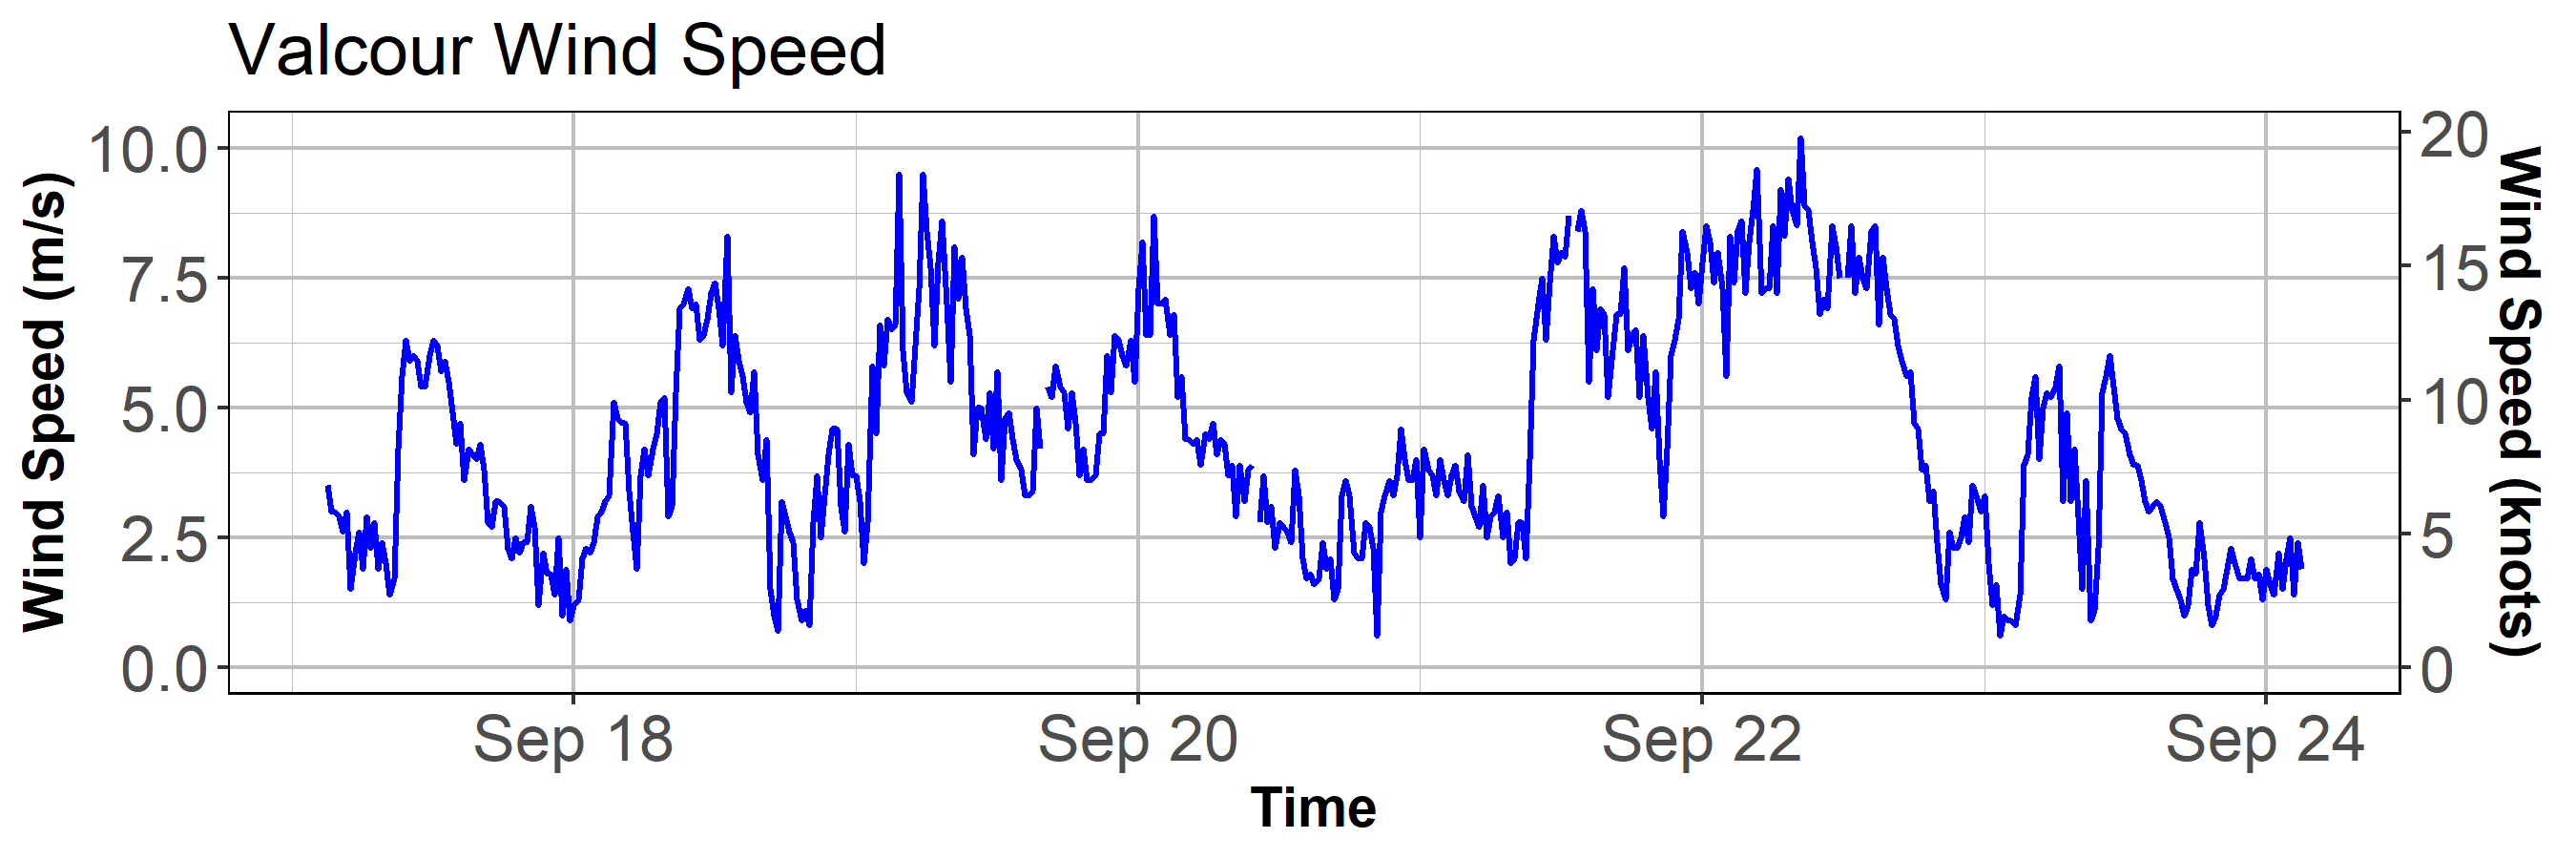 Valcour Wind Speed
Wind Speed (m/s)
10.0
7.5
5.0
2.5
0.0
20
15
10
5
0
Wind Speed (knots)
Sep 18
Sep 20
Sep 22
Sep 24
Time